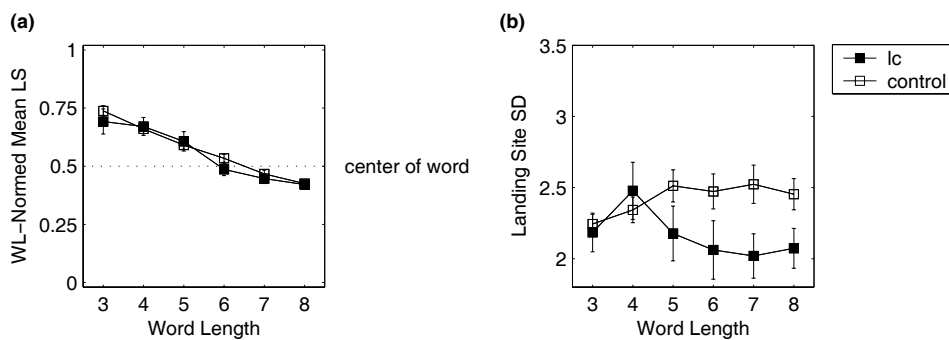 (a)
1
0.75
0.5
0.25
0
WL-Normed Mean LS
3 4 5 6 7 8
Word Length
center of word
(b)
3.5
3
2.5
2
Landing Site SD
3 4 5 6 7 8
Word Length
lc
control